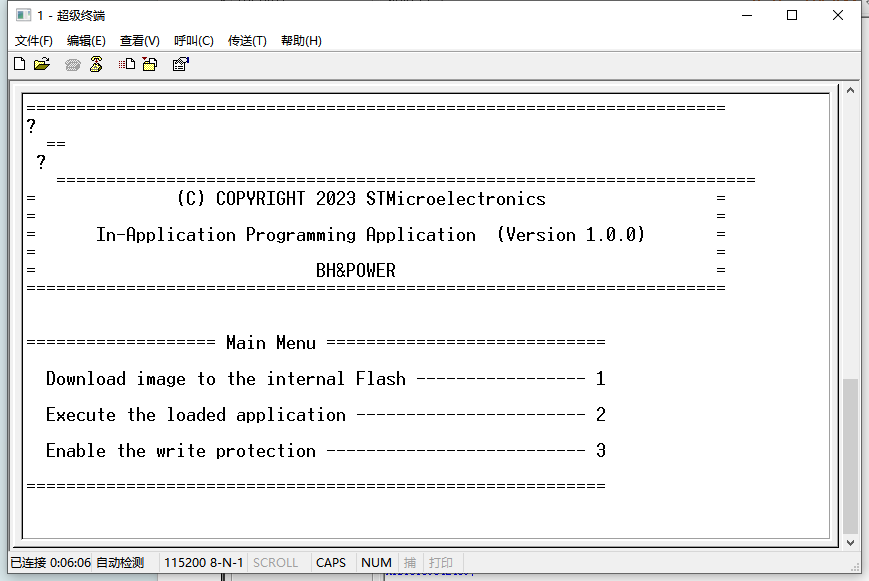 1 - 超级终端
文件(F) 编辑(E) 查看(V) 呼叫(C) 传送(T) 帮助(H)
======================================================================
?
==
?
======================================================================
= (C) COPYRIGHT 2023 STMicroelectronics =
= =
= In-Application Programming Application (Version 1.0.0) =
= =
= BH&POWER =
======================================================================
=================== Main Menu ============================
Download image to the internal Flash ----------------- 1
Execute the loaded application ----------------------- 2
Enable the write protection -------------------------- 3
==========================================================
已连接 0:06:06 自动检测 115200 8-N-1 SCROLL CAPS NUM 捕 打印